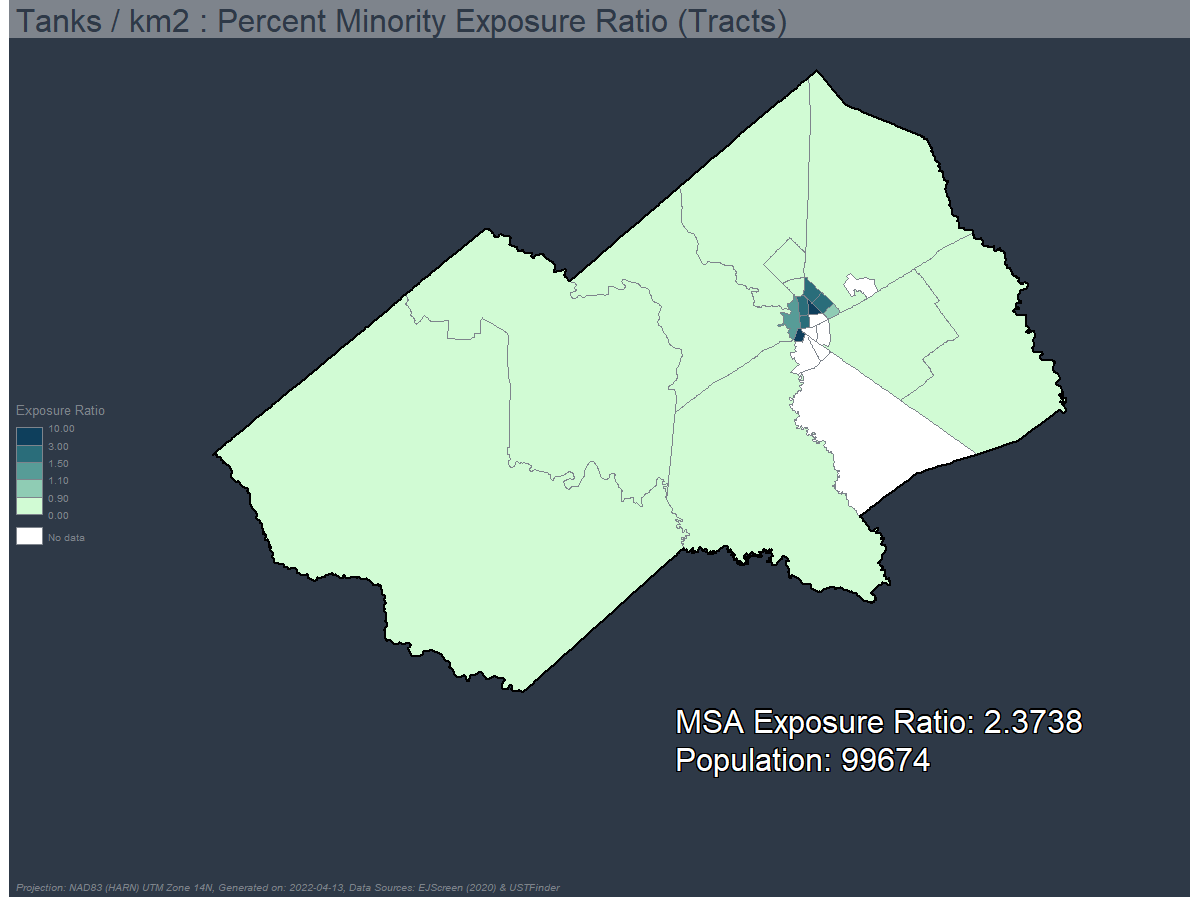 Tanks / km2 : Percent Minority Exposure Ratio (Tracts)
Exposure Ratio
10.00
3.00
1.50
1.10
0.90
0.00
No data
MSA Exposure Ratio: 2.3738
Population: 99674
Projection: NAD83 (HARN) UTM Zone 14N, Generated on: 2022-04-13, Data Sources: EJScreen (2020) & USTFinder